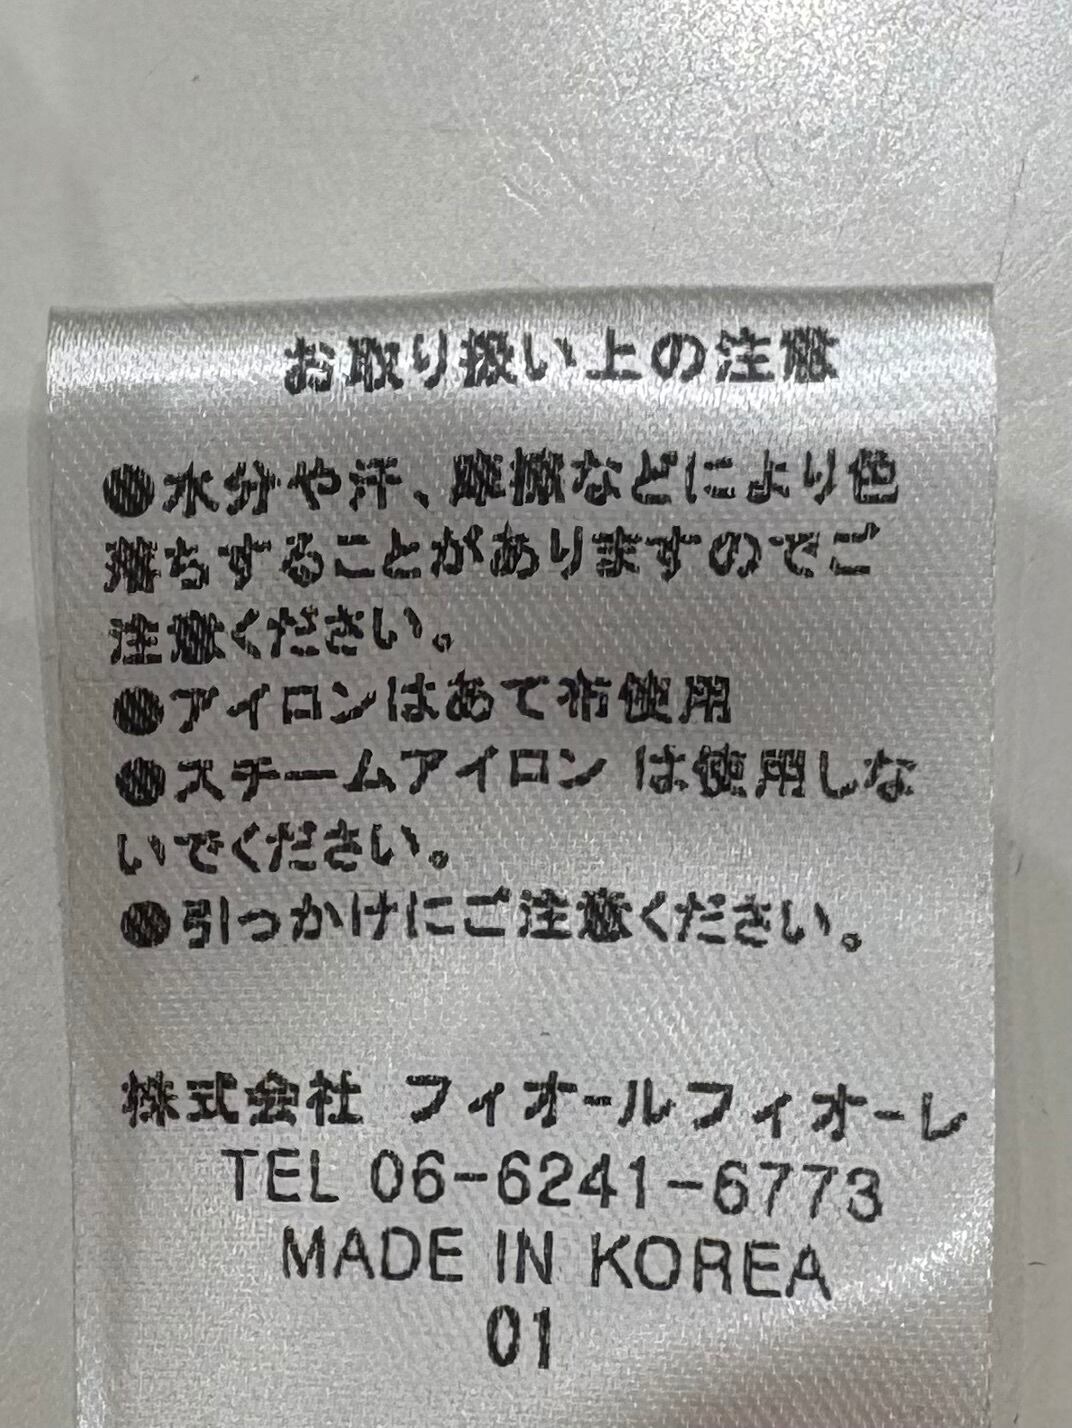 お取り扱い上の注意
●水分や汗、摩擦などにより色
落ちすることがありますのでご
注意ください。
●アイロンはあて布使用
●スチームアイロン は使用しな
いでください。
●引っかけにご注意ください。
株式会社 フィオールフィオーレ
TEL 06-6241-6773
MADE IN KOREA
01